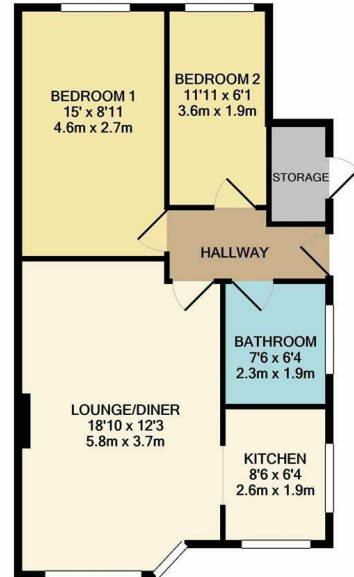 BEDROOM 1
15' x 8'11
4.6m x 2.7m
BEDROOM 2
11'11 x 6'1
3.6m x 1.9m
STORAGE
HALLWAY
BATHROOM
7'6 x 6'4
2.3m x 1.9m
LOUNGE/DINER
18'10 x 12'3
5.8m x 3.7m
KITCHEN
8'6 x 6'4
2.6m x 1.9m